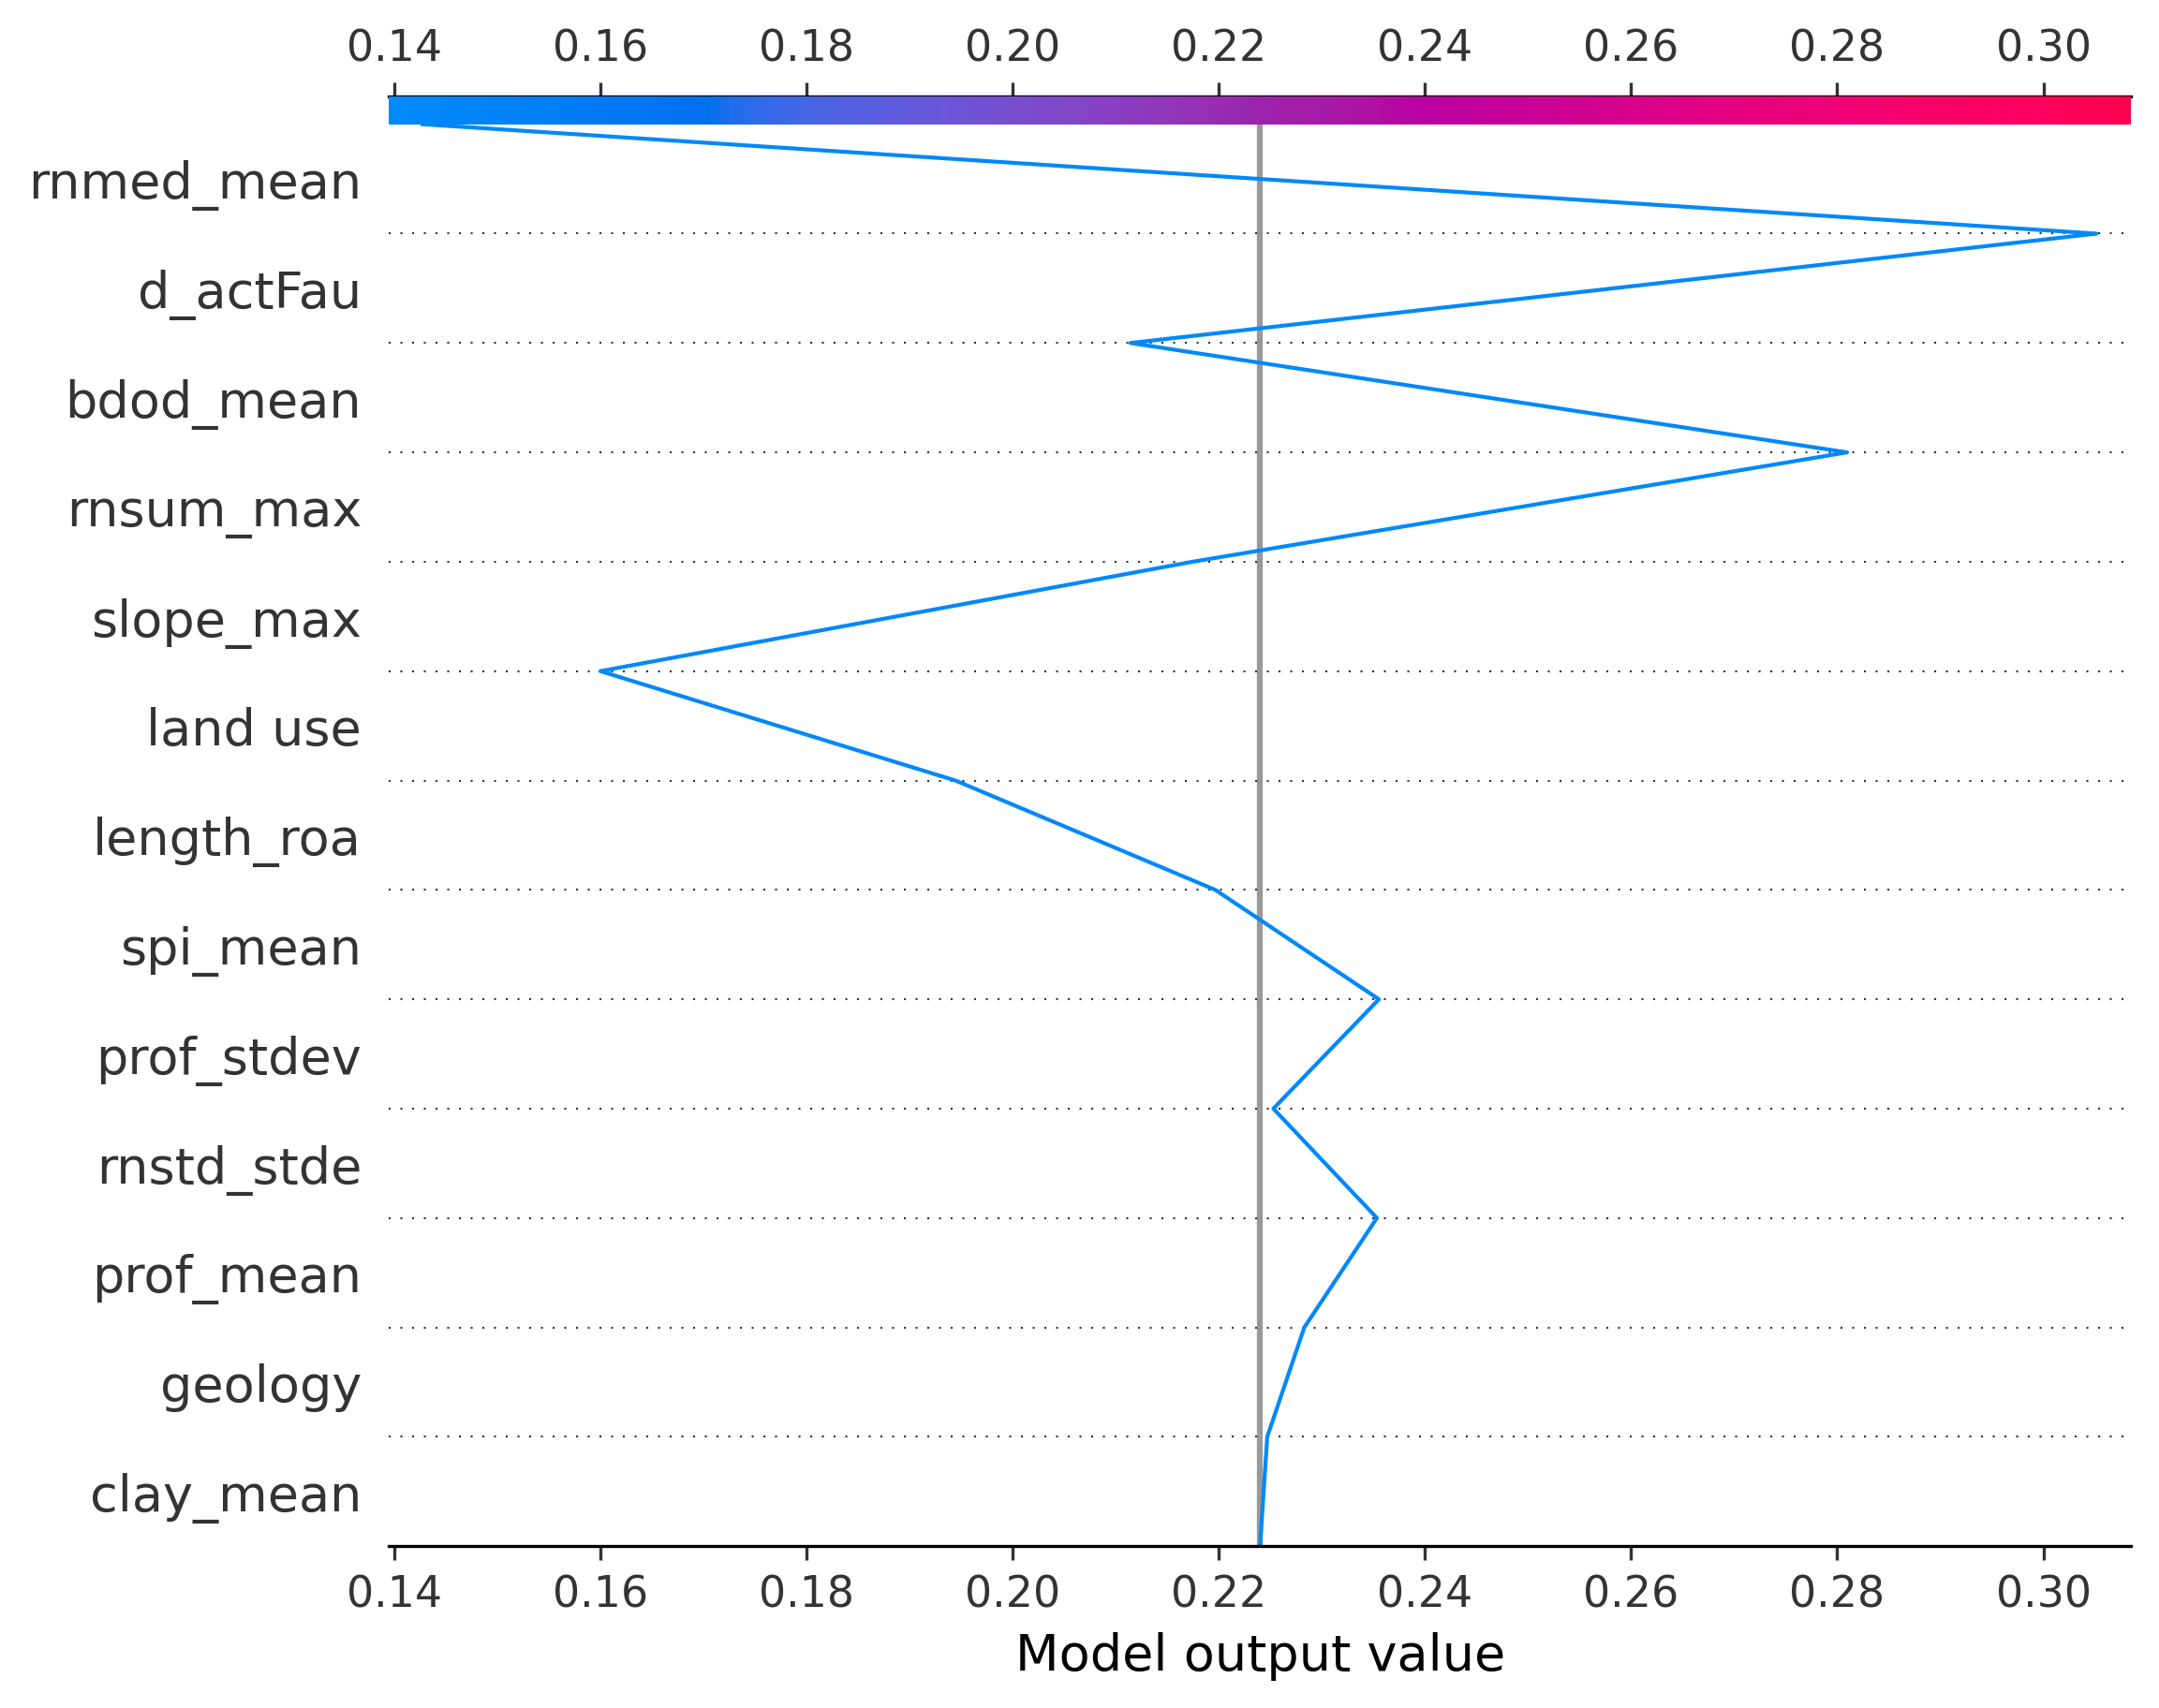 0.14 0.16 0.18 0.20 0.22 0.24 0.26 0.28 0.30
rnmed_mean
d_actFau
bdod_mean
rnsum_max
slope_max
land use
length_roa
spi_mean
prof_stdev
rnstd_stde
prof_mean
geology
clay_mean
0.14 0.16 0.18 0.20 0.22 0.24 0.26 0.28 0.30
Model output value